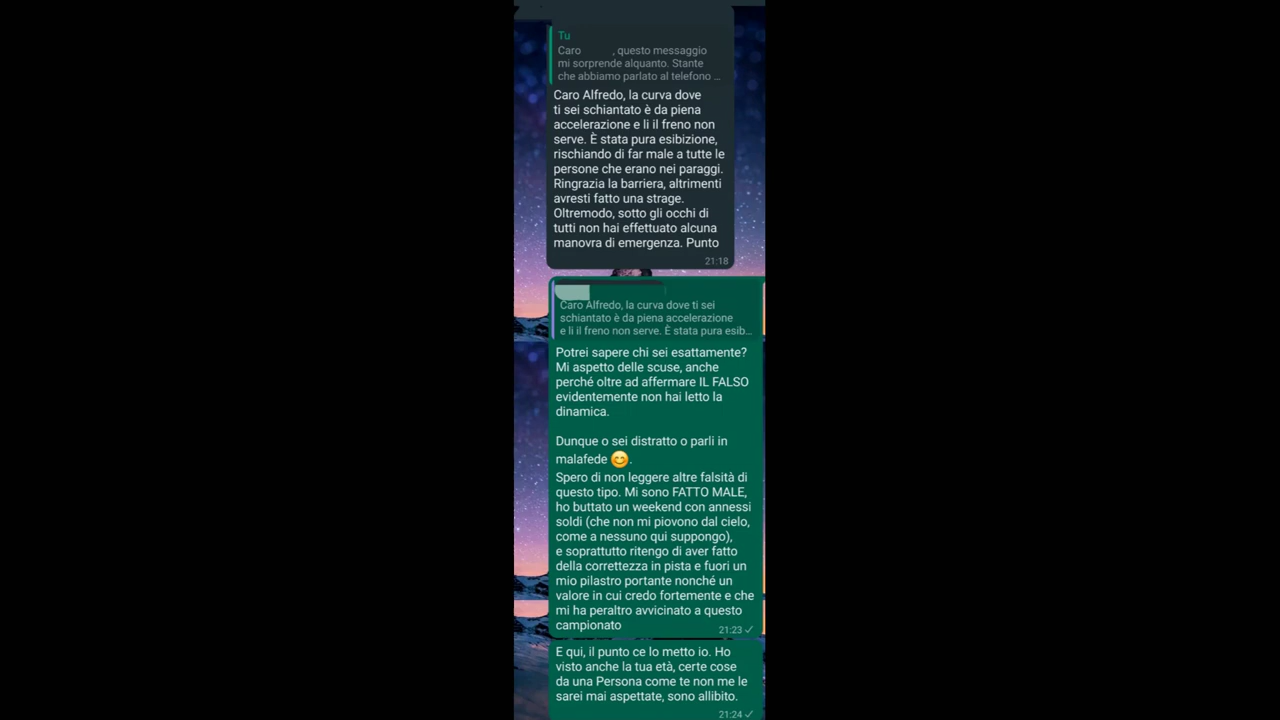 Tu
Caro , questo messaggio
mi sorprende alquanto. Stante
che abbiamo parlato al telefono ...
Caro Alfredo, la curva dove
ti sei schiantato è da piena
accelerazione e li il freno non
serve. È stata pura esibizione,
rischiando di far male a tutte le
persone che erano nei paraggi.
Ringrazia la barriera, altrimenti
avresti fatto una strage.
Oltremodo, sotto gli occhi di
tutti non hai effettuato alcuna
manovra di emergenza. Punto
21:18
Caro Alfredo, la curva dove ti sei
schiantato è da piena accelerazione
e li il freno non serve. È stata pura esib...
Potrei sapere chi sei esattamente?
Mi aspetto delle scuse, anche
perché oltre ad affermare IL FALSO
evidentemente non hai letto la
dinamica.
Dunque o sei distratto o parli in
malafede 😊.
Spero di non leggere altre falsità di
questo tipo. Mi sono FATTO MALE,
ho buttato un weekend con annessi
soldi (che non mi piovono dal cielo,
come a nessuno qui suppongo),
e soprattutto ritengo di aver fatto
della correttezza in pista e fuori un
mio pilastro portante nonché un
valore in cui credo fortemente e che
mi ha peraltro avvicinato a questo
campionato
21:23
E qui, il punto ce lo metto io. Ho
visto anche la tua età, certe cose
da una Persona come te non me le
sarei mai aspettate, sono allibito.
21:24